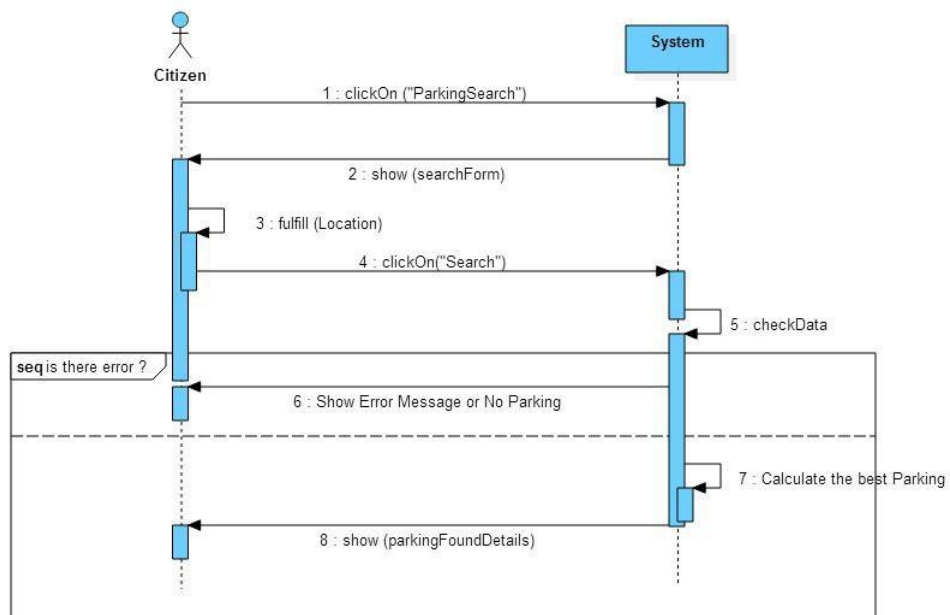 Citizen
System
1 : clickOn ("ParkingSearch")
2 : show (searchForm)
3 : fulfill (Location)
4 : clickOn("Search")
5 : checkData
seq is there error ?
6 : Show Error Message or No Parking
7 : Calculate the best Parking
8 : show (parkingFoundDetails)